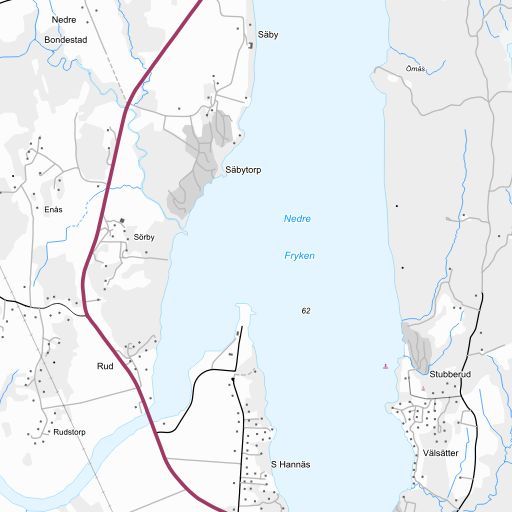 Nedre
Bondestad
Säby
Ömås
Säbytorp
Enås
Nedre
Sörby
Fryken
62
Rud
Stubberud
Rudstorp
Välsätter
S Hannäs